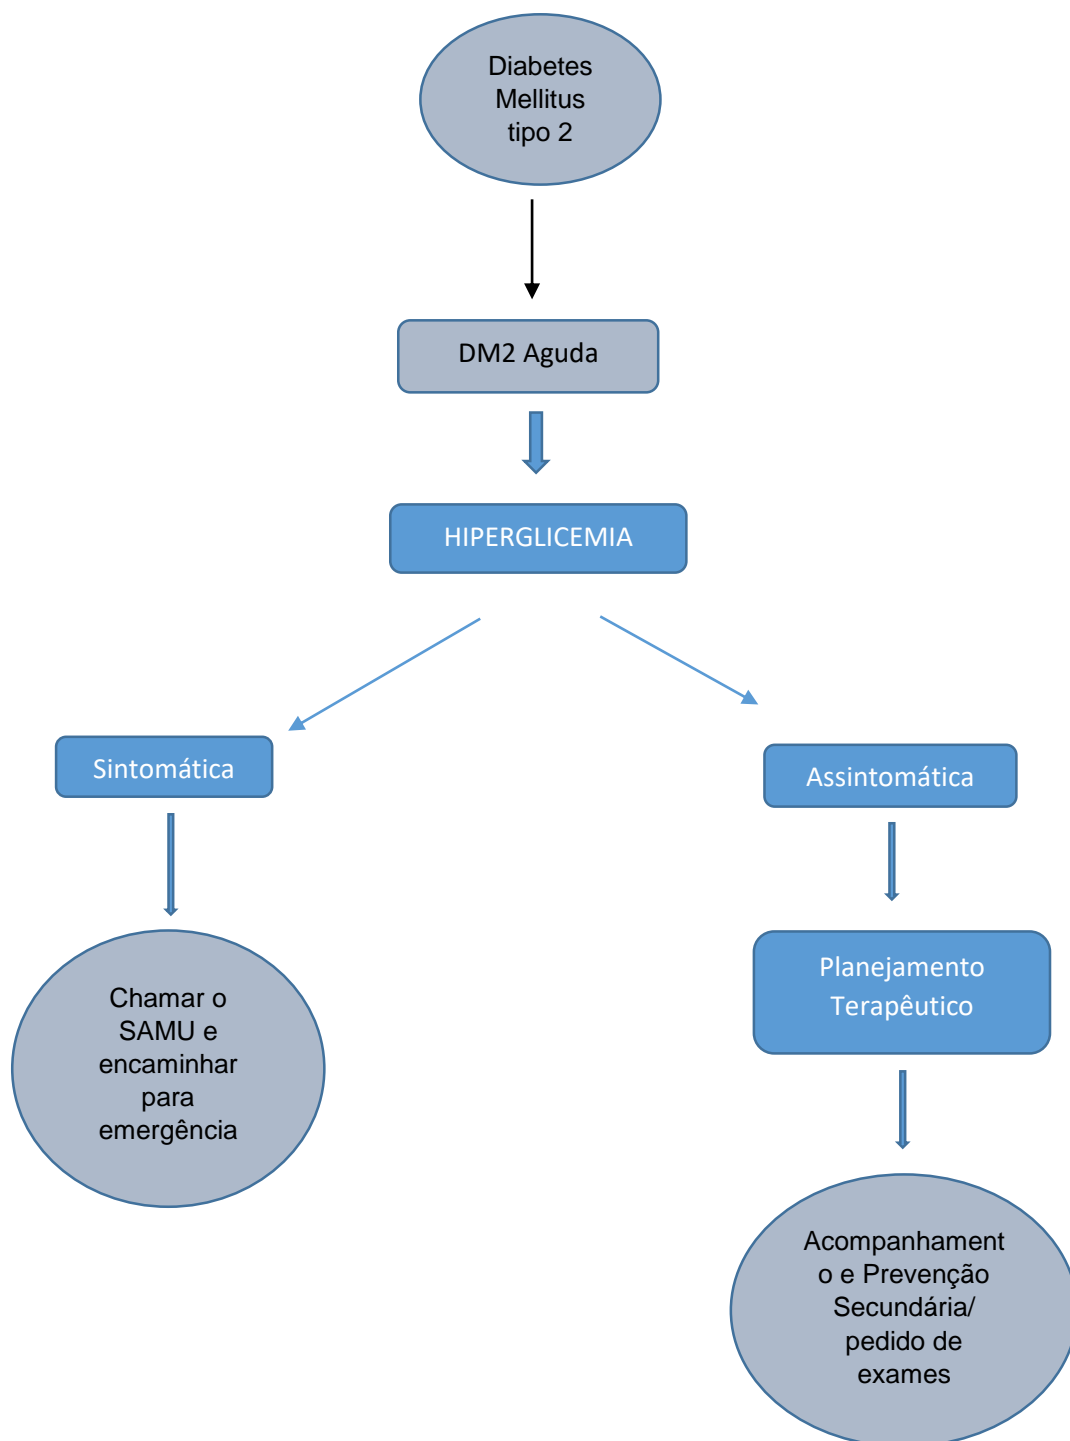 Diabetes
Mellitus
tipo 2
DM2 Aguda
HIPERGLICEMIA
Sintomática
Assintomática
Chamar o
SAMU e
encaminhar
para
emergência
Planejamento
Terapêutico
Acompanhament
o e Prevenção
Secundária/
pedido de
exames